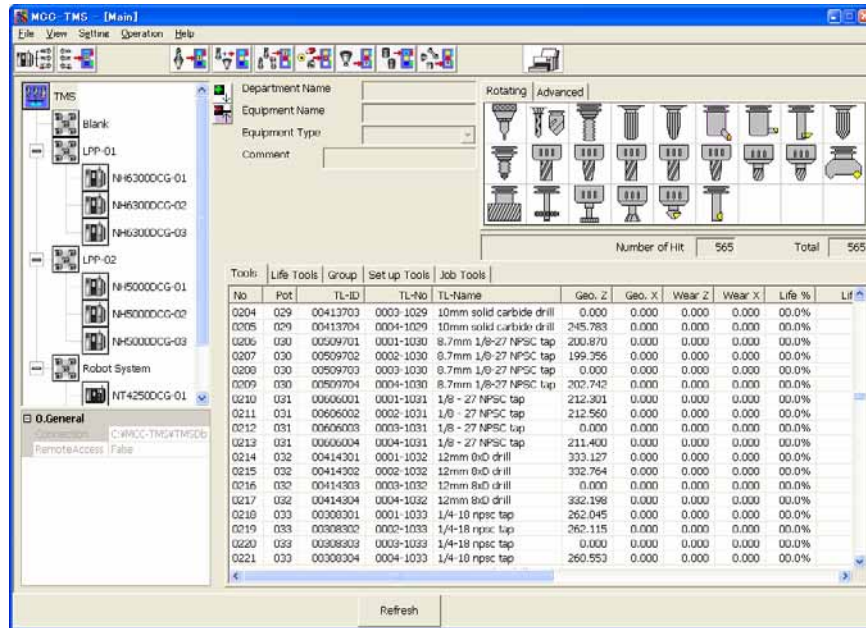 MCC-TMS - [Main]
File View Setting Operation Help
TMS
Blank
LPP-01
NH6300DCG-01
NH6300DCG-02
NH6300DCG-03
LPP-02
NH5000DCG-01
NH5000DCG-02
NH5000DCG-03
Robot System
NT4250DCG-01
0.General
Connection C:¥MCC-TMS¥TMSDb
RemoteAccess False
Department Name
Equipment Name
Equipment Type
Comment
Rotating Advanced
Number of Hit 565 Total 565
Tools Life Tools Group Set up Tools Job Tools
No Pot TL-ID TL-No TL-Name Geo. Z Geo. X Wear Z Wear X Life % Lif
0204 029 00413703 0003-1029 10mm solid carbide drill 0.000 0.000 0.000 0.000 00.0%
0205 029 00413704 0004-1029 10mm solid carbide drill 245.783 0.000 0.000 0.000 00.0%
0206 030 00509701 0001-1030 8.7mm 1/8-27 NPSC tap 200.870 0.000 0.000 0.000 00.0%
0207 030 00509702 0002-1030 8.7mm 1/8-27 NPSC tap 199.356 0.000 0.000 0.000 00.0%
0208 030 00509703 0003-1030 8.7mm 1/8-27 NPSC tap 0.000 0.000 0.000 0.000 00.0%
0209 030 00509704 0004-1030 8.7mm 1/8-27 NPSC tap 202.742 0.000 0.000 0.000 00.0%
0210 031 00606001 0001-1031 1/8 - 27 NPSC tap 212.301 0.000 0.000 0.000 00.0%
0211 031 00606002 0002-1031 1/8 - 27 NPSC tap 212.560 0.000 0.000 0.000 00.0%
0212 031 00606003 0003-1031 1/8 - 27 NPSC tap 0.000 0.000 0.000 0.000 00.0%
0213 031 00606004 0004-1031 1/8 - 27 NPSC tap 211.400 0.000 0.000 0.000 00.0%
0214 032 00414301 0001-1032 12mm 8xD drill 333.127 0.000 0.000 0.000 00.0%
0215 032 00414302 0002-1032 12mm 8xD drill 332.764 0.000 0.000 0.000 00.0%
0216 032 00414303 0003-1032 12mm 8xD drill 0.000 0.000 0.000 0.000 00.0%
0217 032 00414304 0004-1032 12mm 8xD drill 332.198 0.000 0.000 0.000 00.0%
0218 033 00308301 0001-1033 1/4-18 npsc tap 262.045 0.000 0.000 0.000 00.0%
0219 033 00308302 0002-1033 1/4-18 npsc tap 262.115 0.000 0.000 0.000 00.0%
0220 033 00308303 0003-1033 1/4-18 npsc tap 0.000 0.000 0.000 0.000 00.0%
0221 033 00308304 0004-1033 1/4-18 npsc tap 260.553 0.000 0.000 0.000 00.0%
Refresh